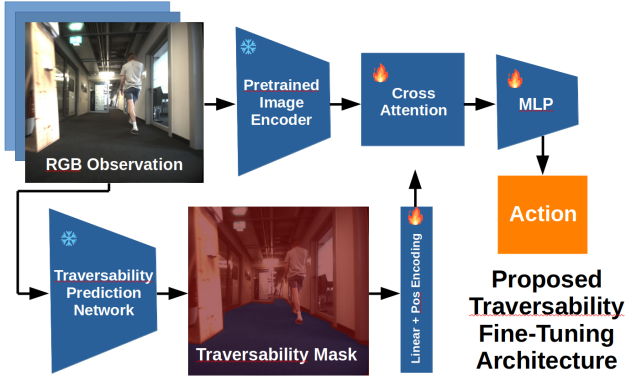 RGB Observation
Pretrained
Image
Encoder
Cross
Attention
MLP
Action
Traversability
Prediction
Network
Traversability Mask
Linear + Pos Encoding
Proposed
Traversability
Fine-Tuning
Architecture